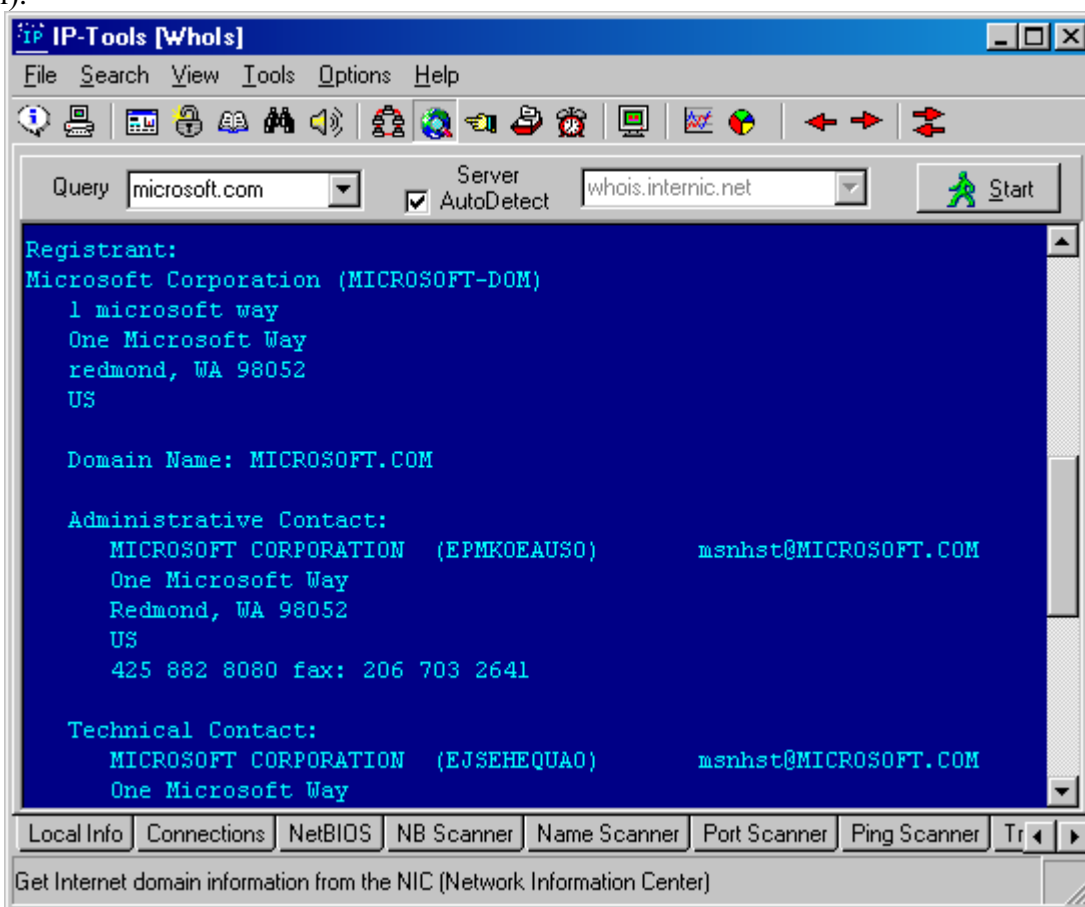 n).
IP IP-Tools [WhoIs]
File Search View Tools Options Help
Query microsoft.com Server AutoDetect whois.internic.net Start
Registrant:
Microsoft Corporation (MICROSOFT-DOM)
1 microsoft way
One Microsoft Way
redmond, WA 98052
US
Domain Name: MICROSOFT.COM
Administrative Contact:
MICROSOFT CORPORATION (EPMKOEAUSO) msnhst@MICROSOFT.COM
One Microsoft Way
Redmond, WA 98052
US
425 882 8080 fax: 206 703 2641
Technical Contact:
MICROSOFT CORPORATION (EJSEHEQUAO) msnhst@MICROSOFT.COM
One Microsoft Way
Local Info Connections NetBIOS NB Scanner Name Scanner Port Scanner Ping Scanner Tr
Get Internet domain information from the NIC (Network Information Center)